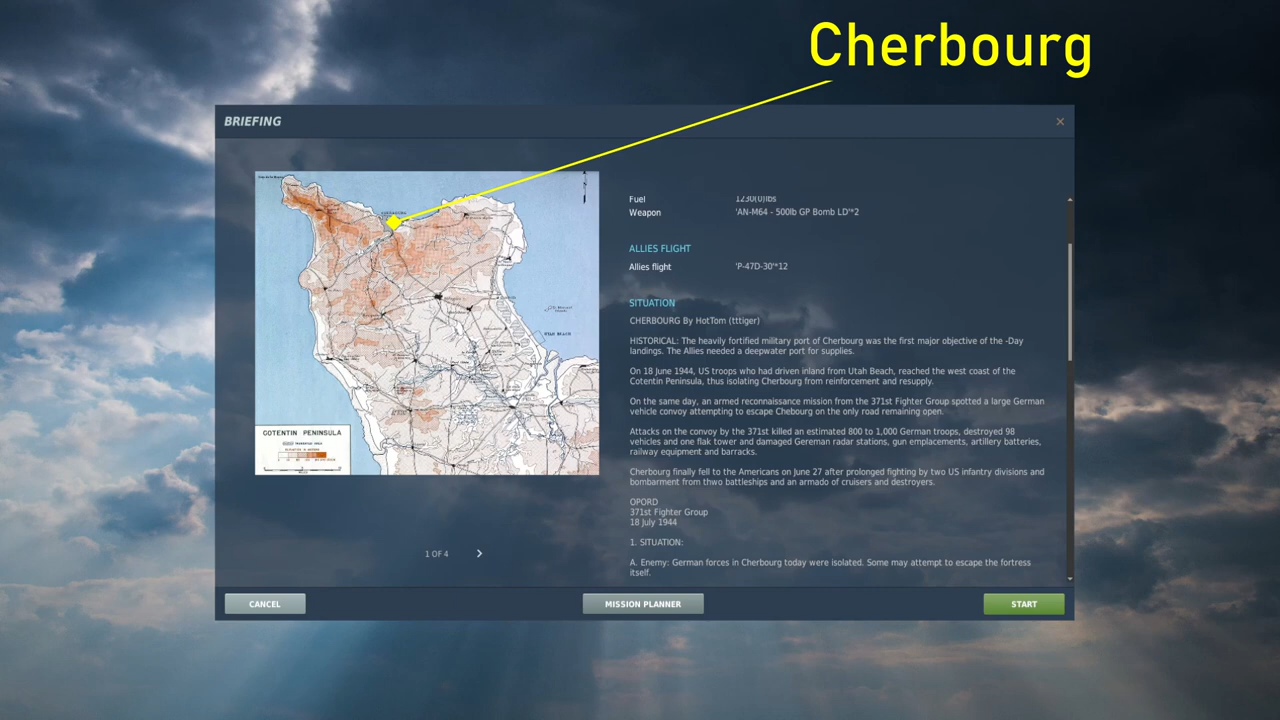 Cherbourg
BRIEFING
Fuel 1230(0)lbs
Weapon 'AN-M64 - 500lb GP Bomb LD'*2
ALLIES FLIGHT
Allies flight 'P-47D-30'*12
SITUATION
CHERBOURG By HotTom (tttiger)
HISTORICAL: The heavily fortified military port of Cherbourg was the first major objective of the -Day
landings. The Allies needed a deepwater port for supplies.
On 18 June 1944, US troops who had driven inland from Utah Beach, reached the west coast of the
Cotentin Peninsula, thus isolating Cherbourg from reinforcement and resupply.
On the same day, an armed reconnaissance mission from the 371st Fighter Group spotted a large German
vehicle convoy attempting to escape Chebourg on the only road remaining open.
Attacks on the convoy by the 371st killed an estimated 800 to 1,000 German troops, destroyed 98
vehicles and one flak tower and damaged Gereman radar stations, gun emplacements, artillery batteries,
railway equipment and barracks.
Cherbourg finally fell to the Americans on June 27 after prolonged fighting by two US infantry divisions and
bombarment from thwo battleships and an armado of cruisers and destroyers.
OPORD
371st Fighter Group
18 July 1944
1. SITUATION:
A. Enemy: German forces in Cherbourg today were isolated. Some may attempt to escape the fortress
itself.
UTAH BEACH
COTENTIN PENINSULA
1 OF 4
CANCEL
MISSION PLANNER
START